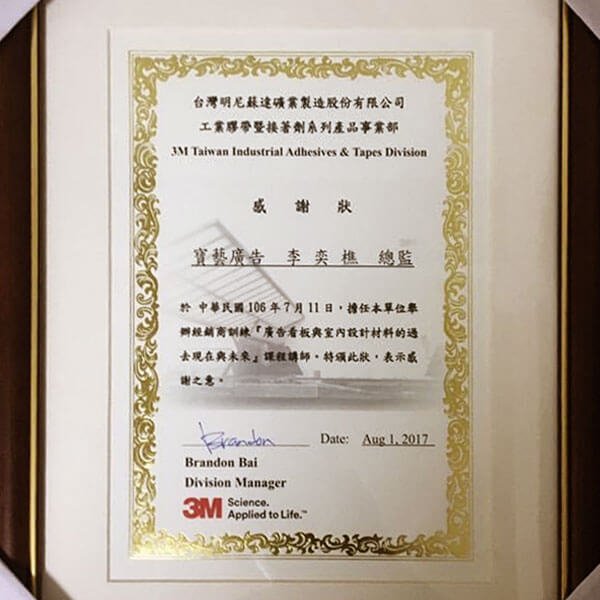 台灣明尼蘇達礦業製造股份有限公司
工業膠帶暨接著劑系列產品事業部
3M Taiwan Industrial Adhesives & Tapes Division
感 謝 狀
寶藝廣告 李奕樵 總監
於 中華民國106年7月11日，擔任本單位舉
辦經銷商訓練『廣告看板與室內設計材料的過
去現在與未來』課程講師，特頒此狀，表示感
謝之意。
Brandon Date: Aug 1, 2017
Brandon Bai
Division Manager
3M Science.
Applied to Life.™